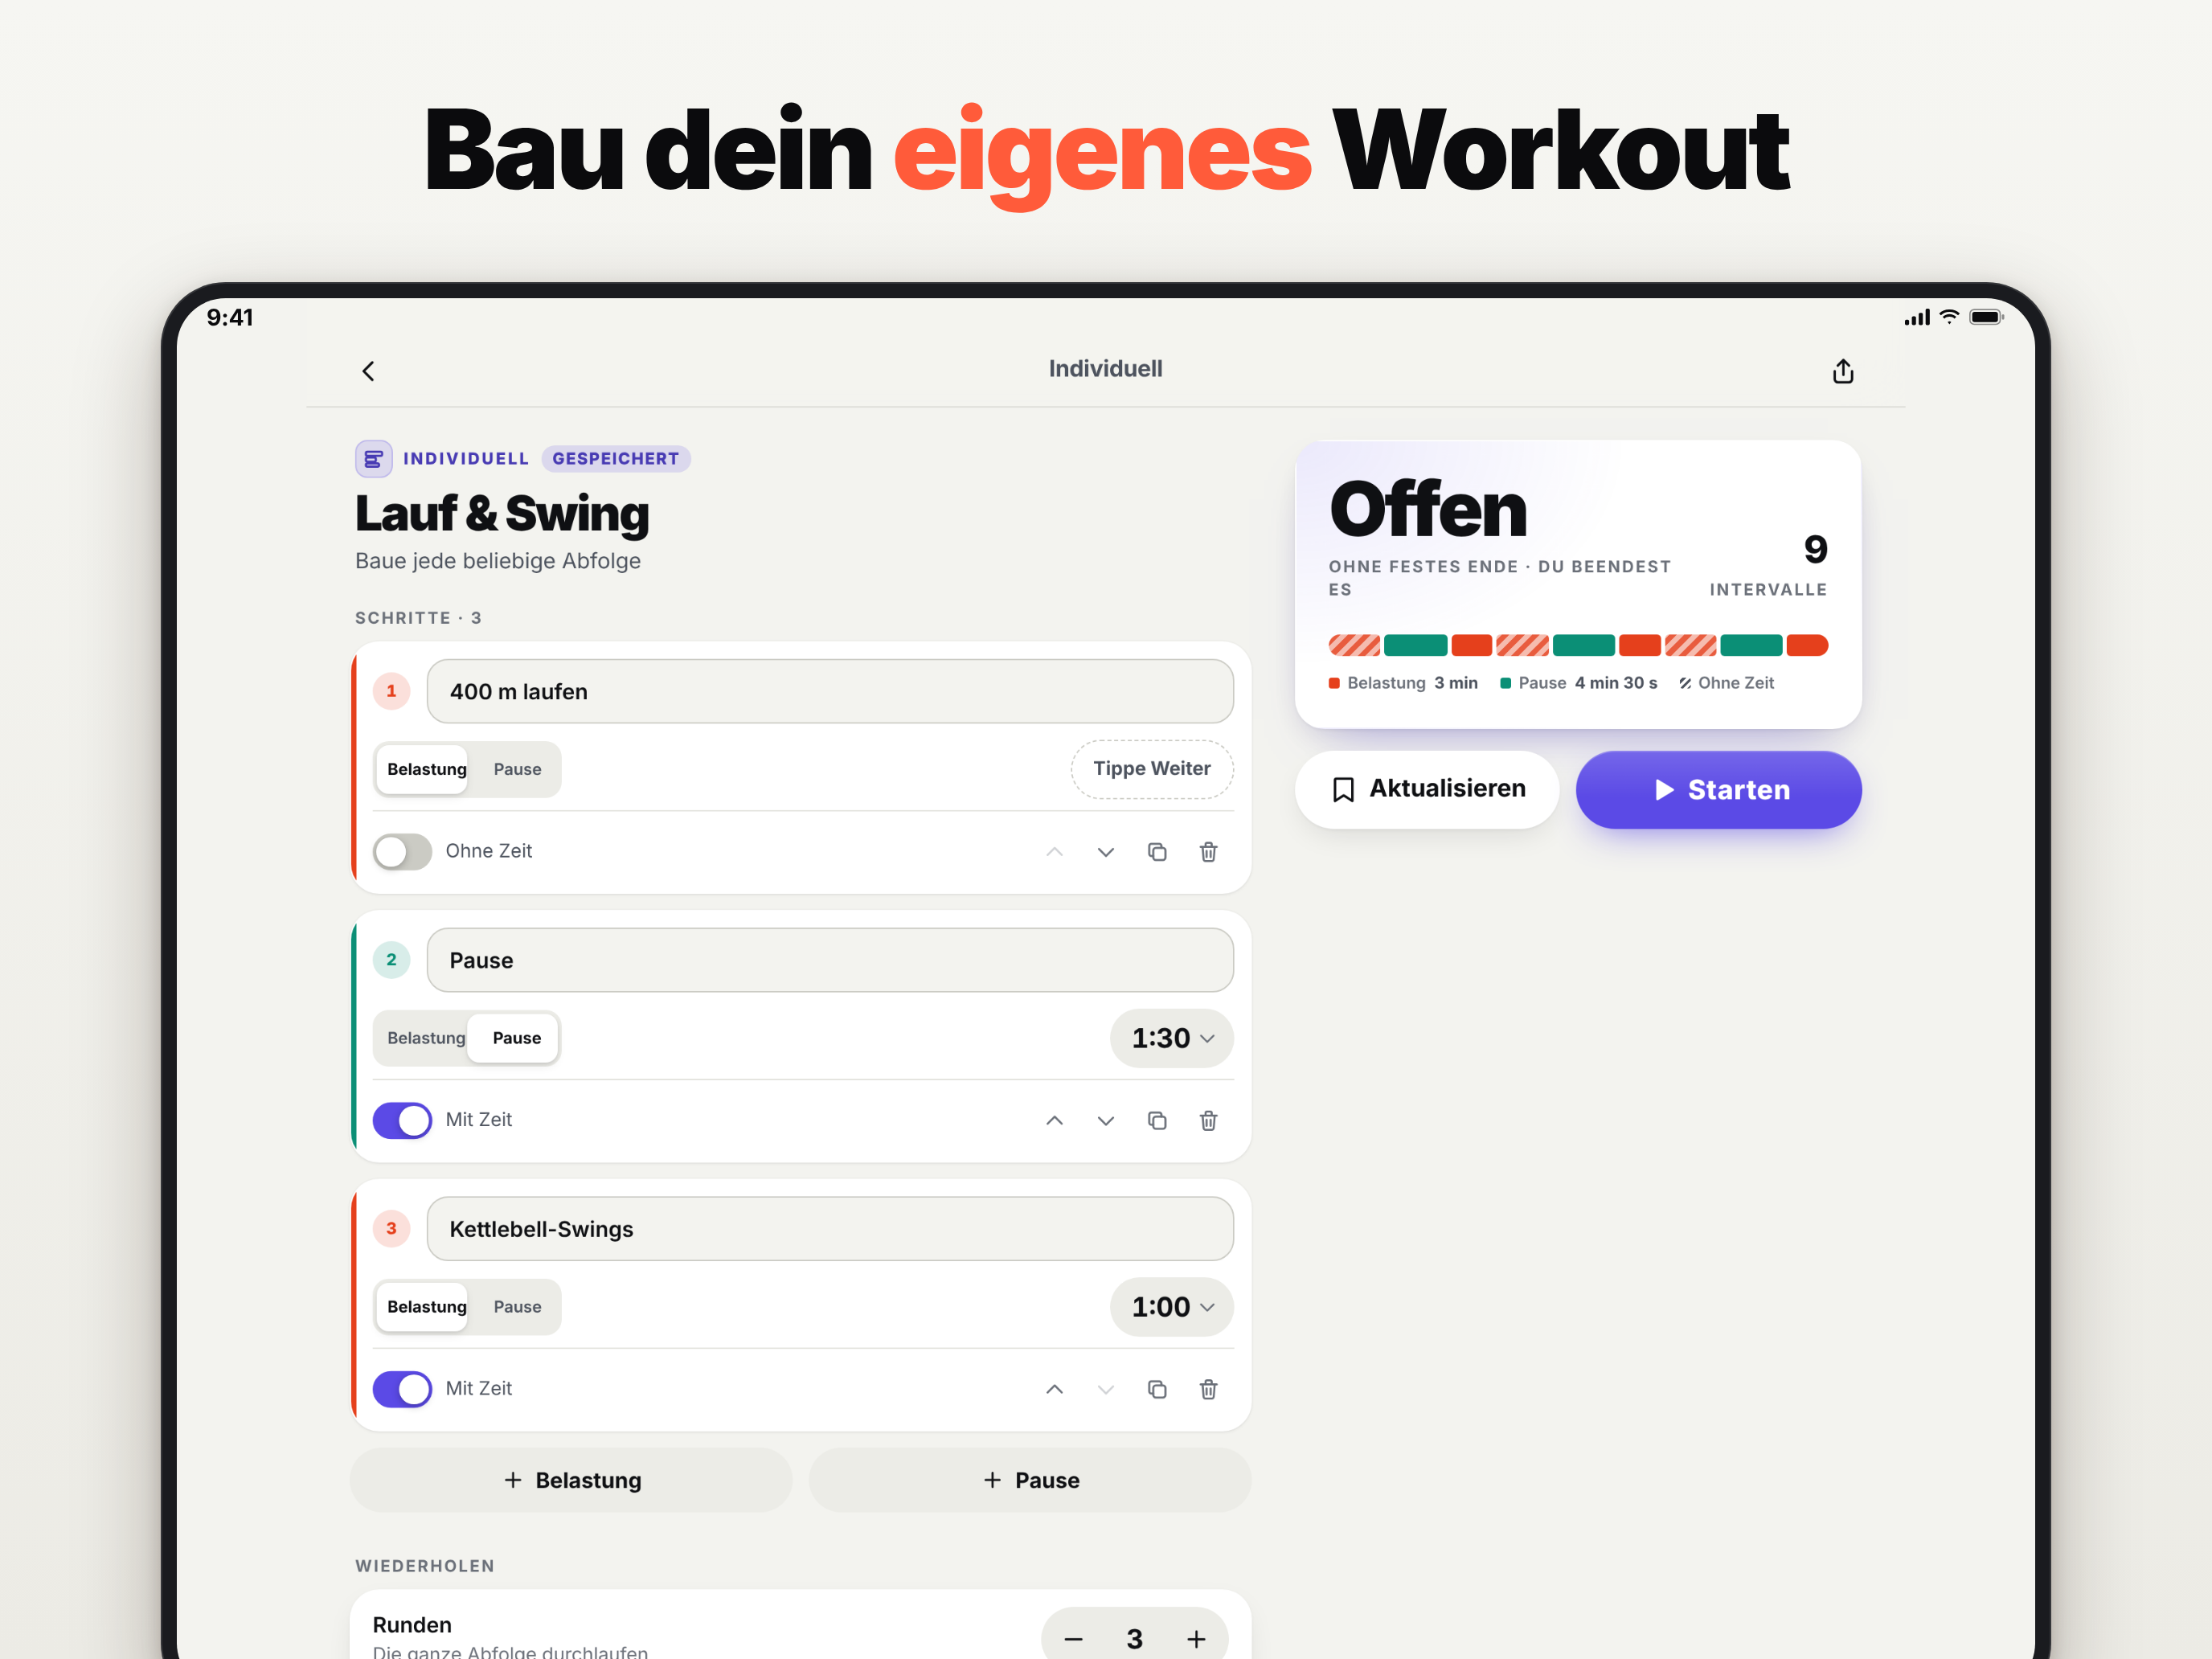 Bau dein eigenes Workout
9:41
Individuell
INDIVIDUELL GESPEICHERT
Lauf & Swing
Baue jede beliebige Abfolge
SCHRITTE · 3
1 400 m laufen
Belastung Pause Tippe Weiter
Ohne Zeit
2 Pause
Belastung Pause 1:30
Mit Zeit
3 Kettlebell-Swings
Belastung Pause 1:00
Mit Zeit
+ Belastung + Pause
WIEDERHOLEN
Runden
Die ganze Abfolge durchlaufen
− 3 +
Offen
OHNE FESTES ENDE · DU BEENDEST
ES
9
INTERVALLE
Belastung 3 min Pause 4 min 30 s Ohne Zeit
Aktualisieren Starten